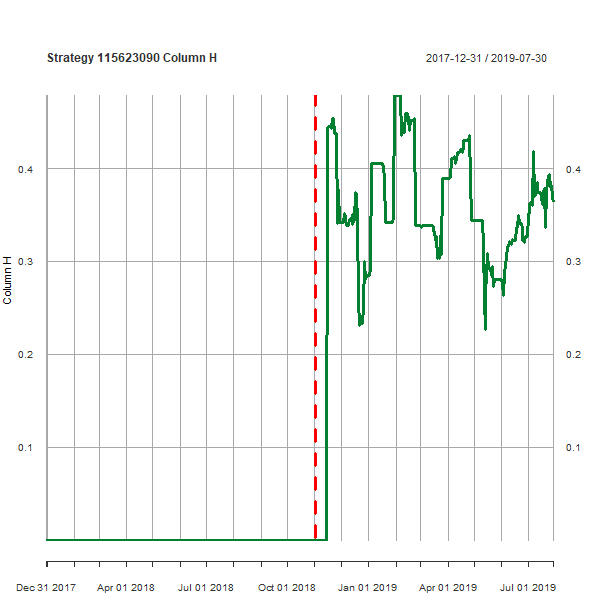 Strategy 115623090 Column H
2017-12-31 / 2019-07-30
Column H
0.4
0.4
0.3
0.3
0.2
0.2
0.1
0.1
Dec 31 2017
Apr 01 2018
Jul 01 2018
Oct 01 2018
Jan 01 2019
Apr 01 2019
Jul 01 2019